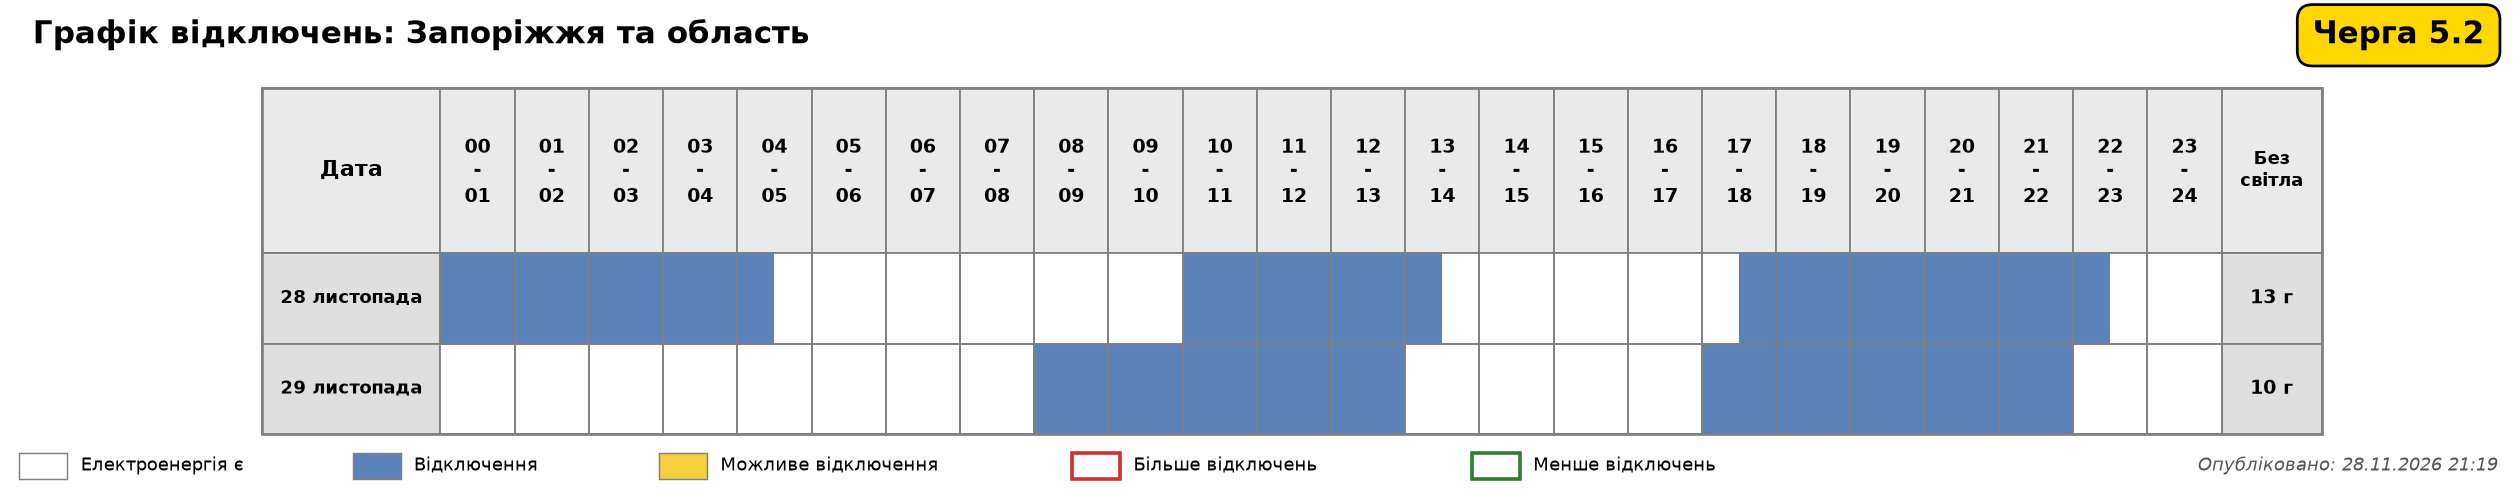 Графік відключень: Запоріжжя та область
Черга 5.2
Дата 00 - 01 01 - 02 02 - 03 03 - 04 04 - 05 05 - 06 06 - 07 07 - 08 08 - 09 09 - 10 10 - 11 11 - 12 12 - 13 13 - 14 14 - 15 15 - 16 16 - 17 17 - 18 18 - 19 19 - 20 20 - 21 21 - 22 22 - 23 23 - 24 Без світла
28 листопада 13 г
29 листопада 10 г
Електроенергія є Відключення Можливе відключення Більше відключень Менше відключень Опубліковано: 28.11.2026 21:19